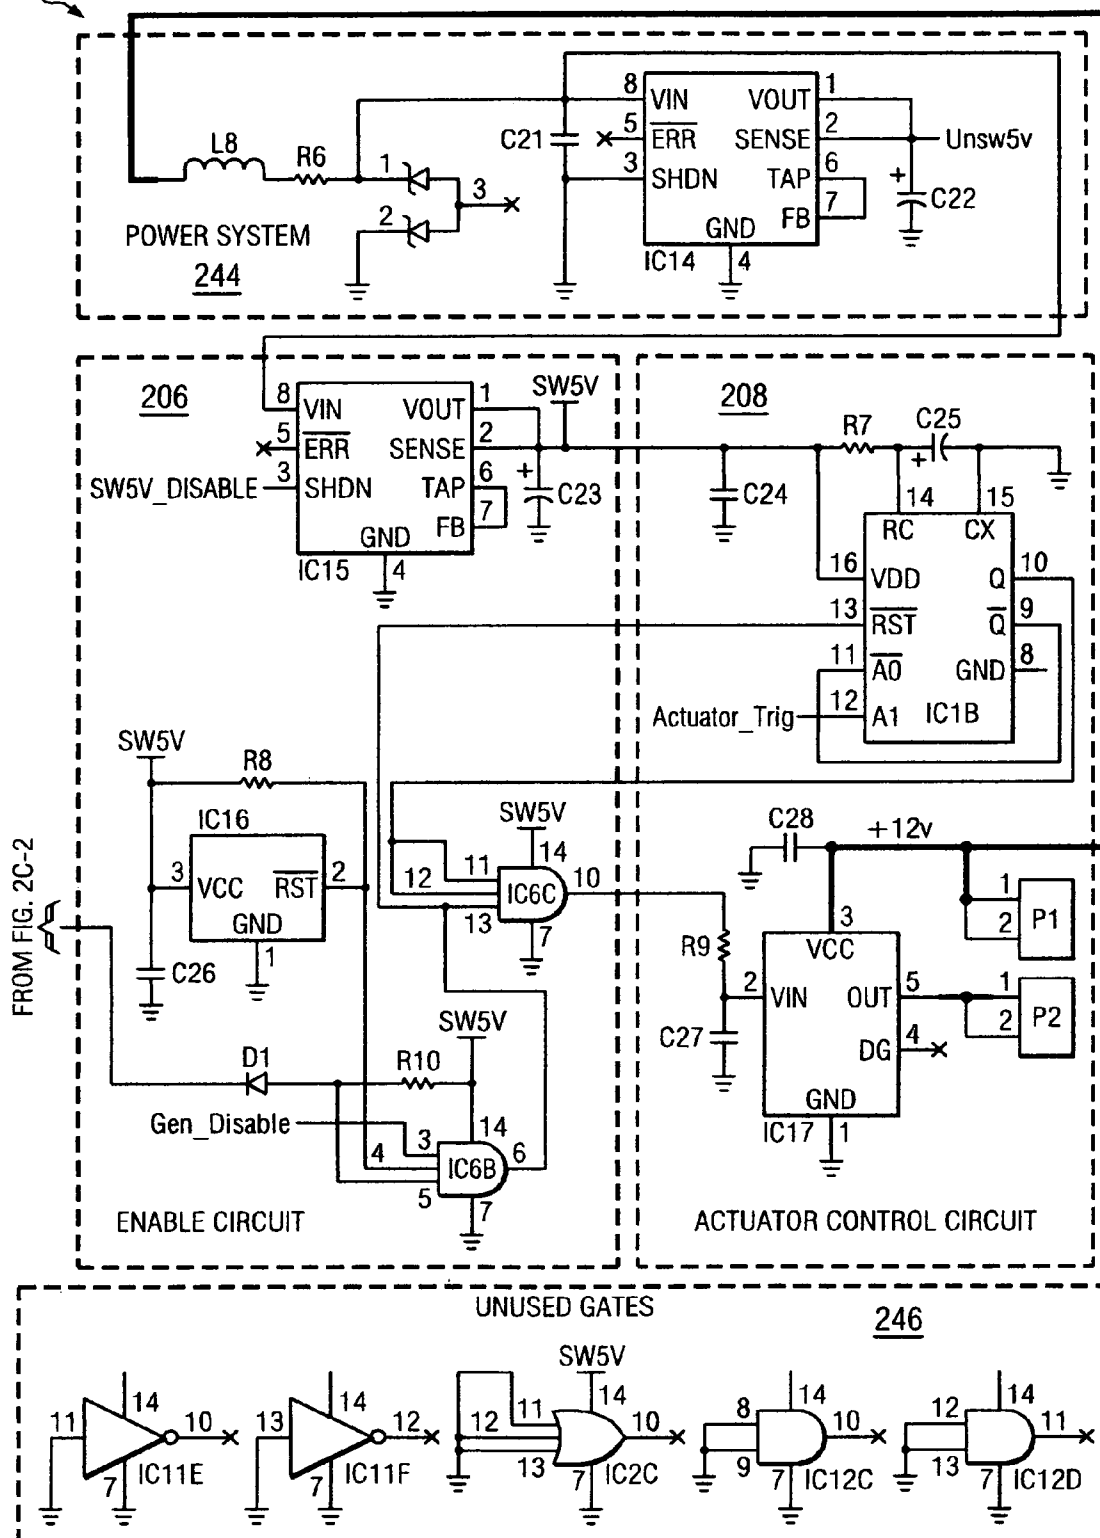 8 VIN VOUT 1
C21 5 ERR SENSE 2 Unsw5v
L8 R6 1 3 3 SHDN TAP 6 + C22
2 FB 7
POWER SYSTEM GND
244 IC14 4
206 SW5V 208
8 VIN VOUT 1 R7 C25
5 ERR SENSE 2 +
SW5V_DISABLE 3 SHDN TAP 6 + C23 C24 14 15
FB 7 RC CX
GND
IC15 4
16 VDD Q 10
13 RST Q 9
11 A0 GND 8
Actuator_Trig 12 A1 IC1B
SW5V R8
IC16 SW5V C28 +12v
14
3 VCC RST 2 11
12 IC6C 10 1
13 2 P1
GND 7 3
VCC
1 R9
C26 2 VIN OUT 5 1
2 P2
FROM FIG. 2C-2
SW5V C27 DG 4
D1 R10
Gen_Disable 14 GND
3 IC17 1
4 IC6B 6
5
7
ENABLE CIRCUIT
ACTUATOR CONTROL CIRCUIT
UNUSED GATES
246
SW5V
14 14 14 14 14
11 10 13 12 11 12 13 10 8 9 10 12 13 11
7 IC11E 7 IC11F 7 IC2C 7 IC12C 7 IC12D